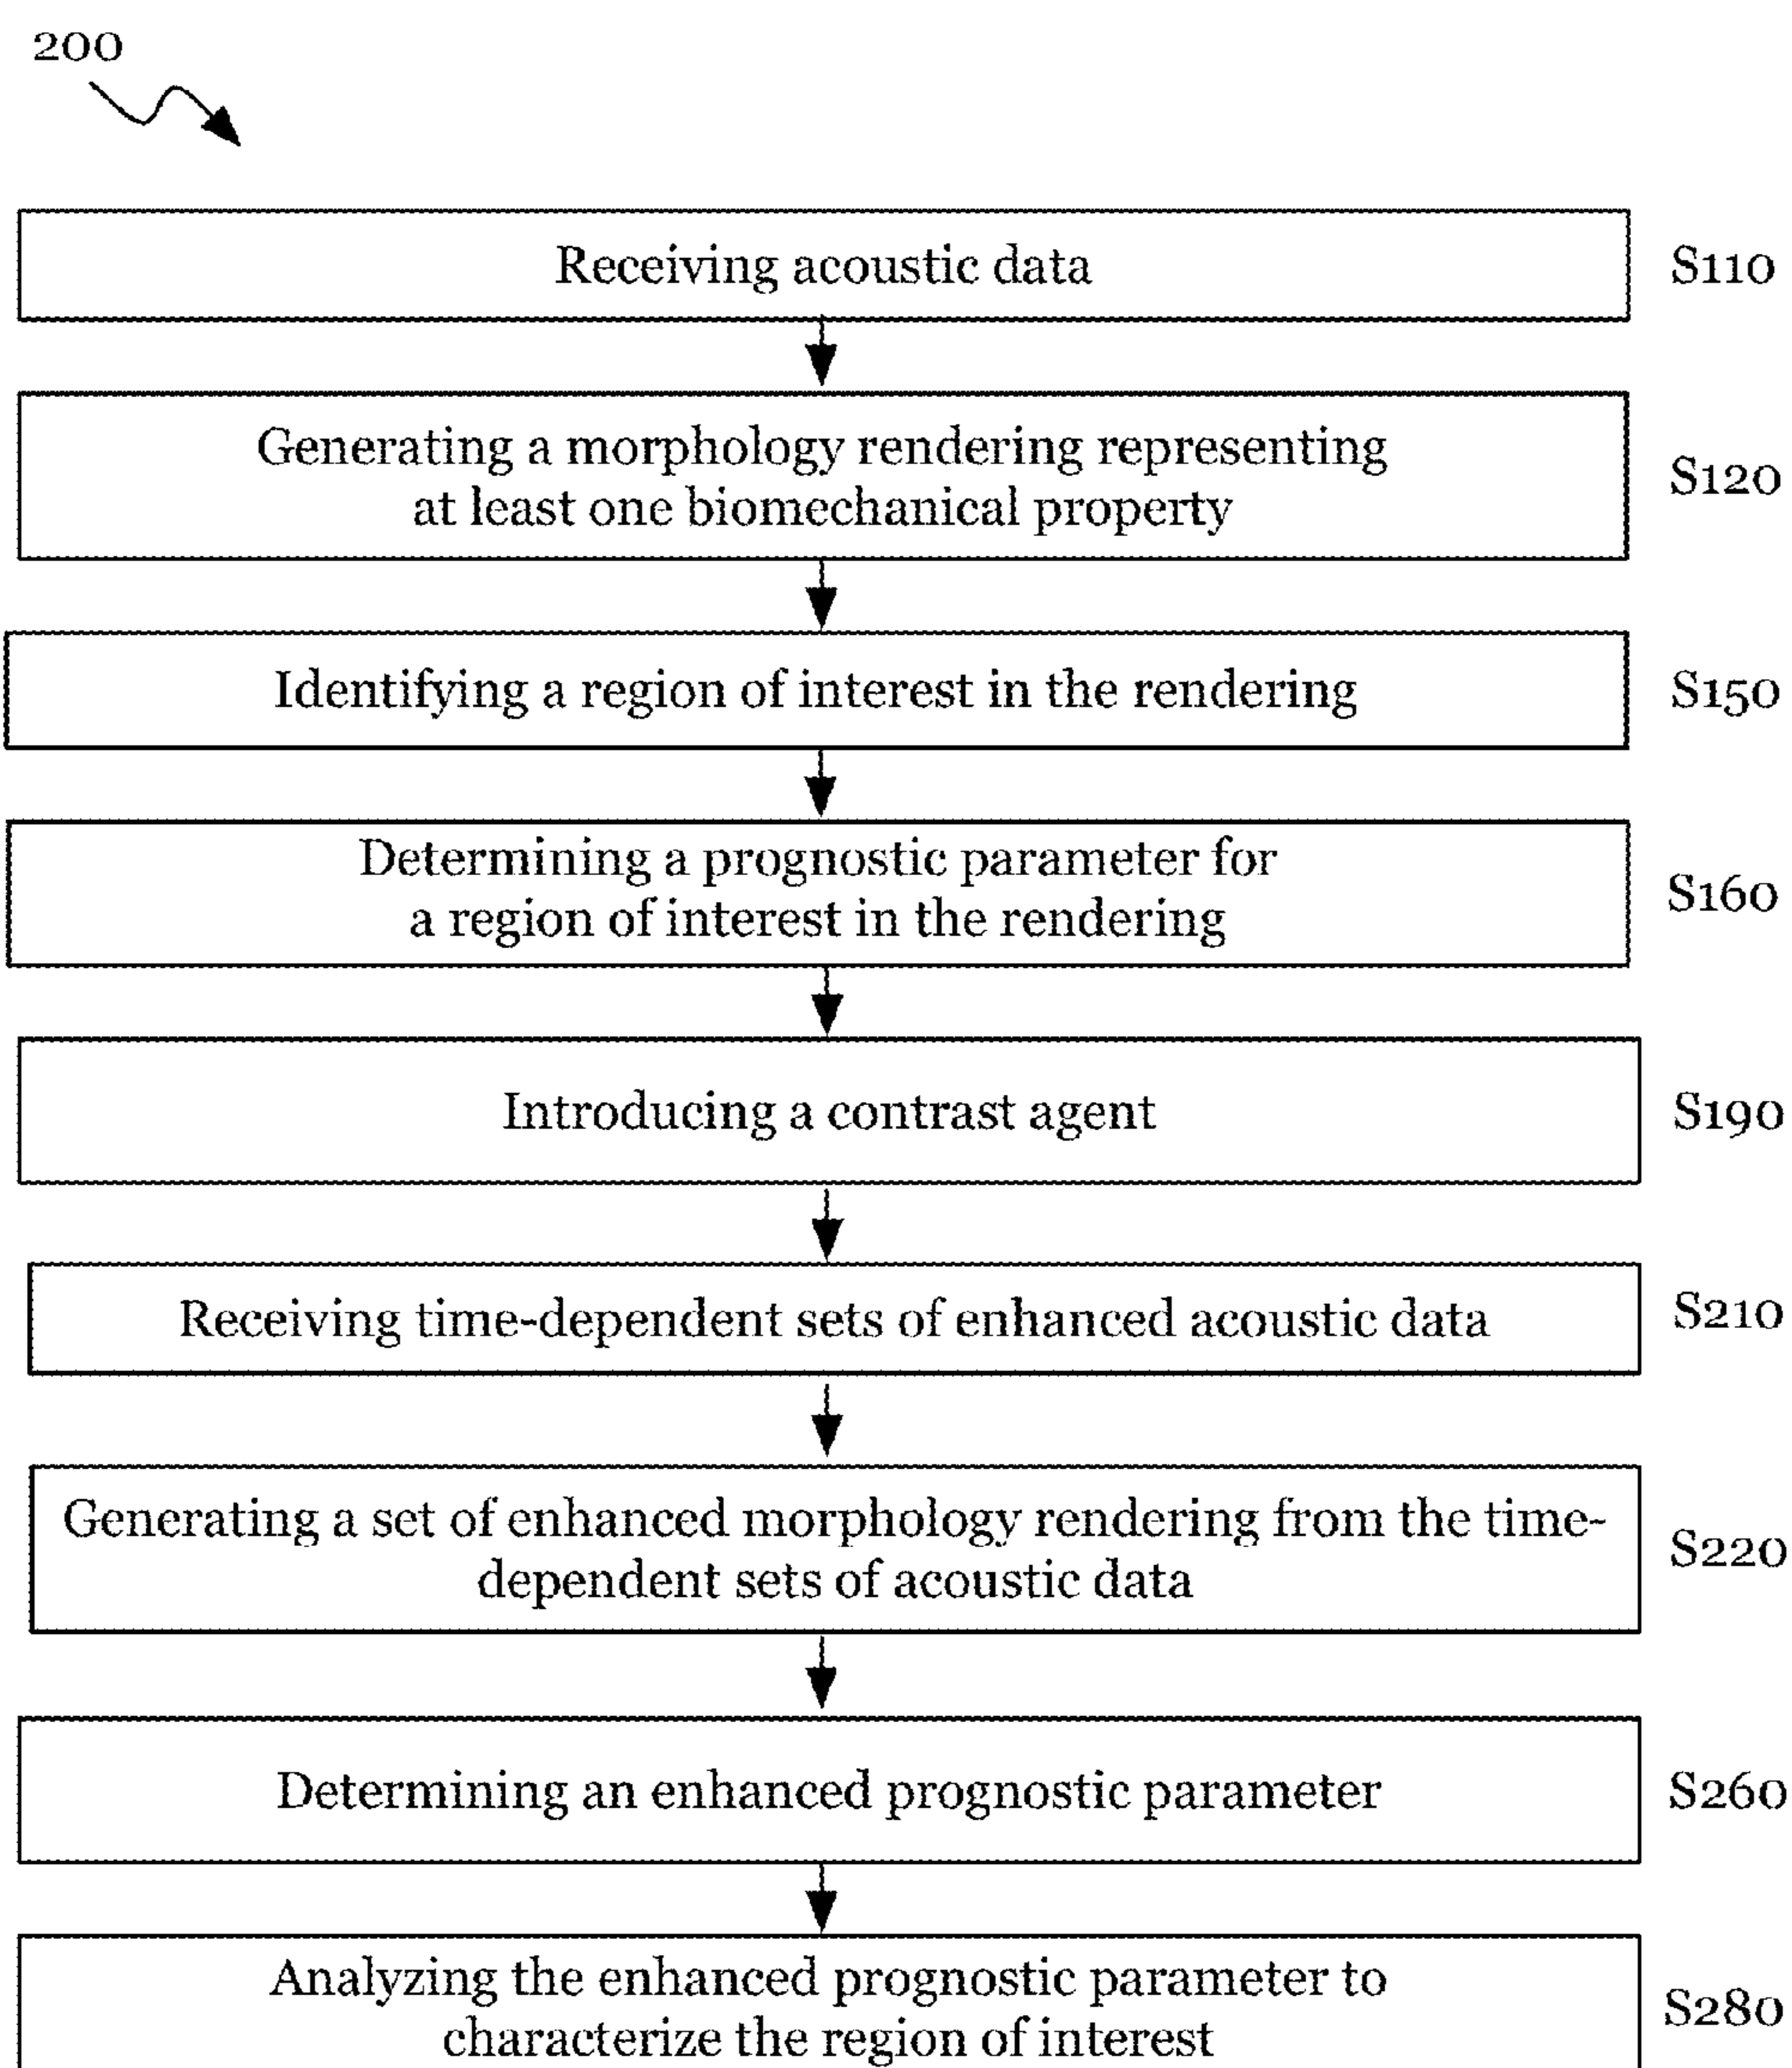 200
Receiving acoustic data
S110
Generating a morphology rendering representing
at least one biomechanical property
S120
Identifying a region of interest in the rendering
S150
Determining a prognostic parameter for
a region of interest in the rendering
S160
Introducing a contrast agent
S190
Receiving time-dependent sets of enhanced acoustic data
S210
Generating a set of enhanced morphology rendering from the time-
dependent sets of acoustic data
S220
Determining an enhanced prognostic parameter
S260
Analyzing the enhanced prognostic parameter to
characterize the region of interest
S280